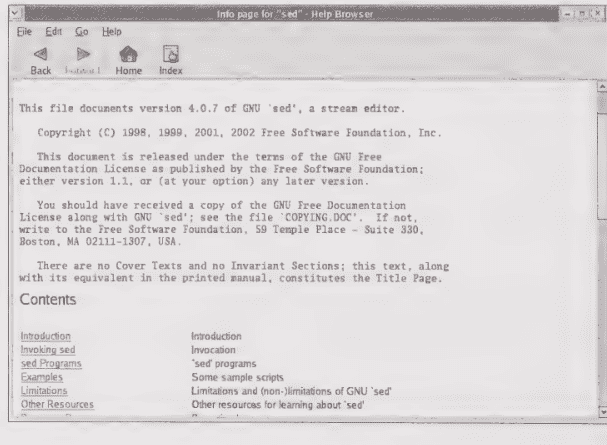 Info page for "sed" - Help Browser
File Edit Go Help
Back Forward Home Index
This file documents version 4.0.7 of GNU `sed', a stream editor.
Copyright (C) 1998, 1999, 2001, 2002 Free Software Foundation, Inc.
This document is released under the terms of the GNU Free
Documentation License as published by the Free Software Foundation;
either version 1.1, or (at your option) any later version.
You should have received a copy of the GNU Free Documentation
License along with GNU `sed'; see the file `COPYING.DOC'. If not,
write to the Free Software Foundation, 59 Temple Place - Suite 330,
Boston, MA 02111-1307, USA.
There are no Cover Texts and no Invariant Sections; this text, along
with its equivalent in the printed manual, constitutes the Title Page.
Contents
Introduction Introduction
Invoking sed Invocation
sed Programs `sed' programs
Examples Some sample scripts
Limitations Limitations and (non-)limitations of GNU `sed'
Other Resources Other resources for learning about `sed'